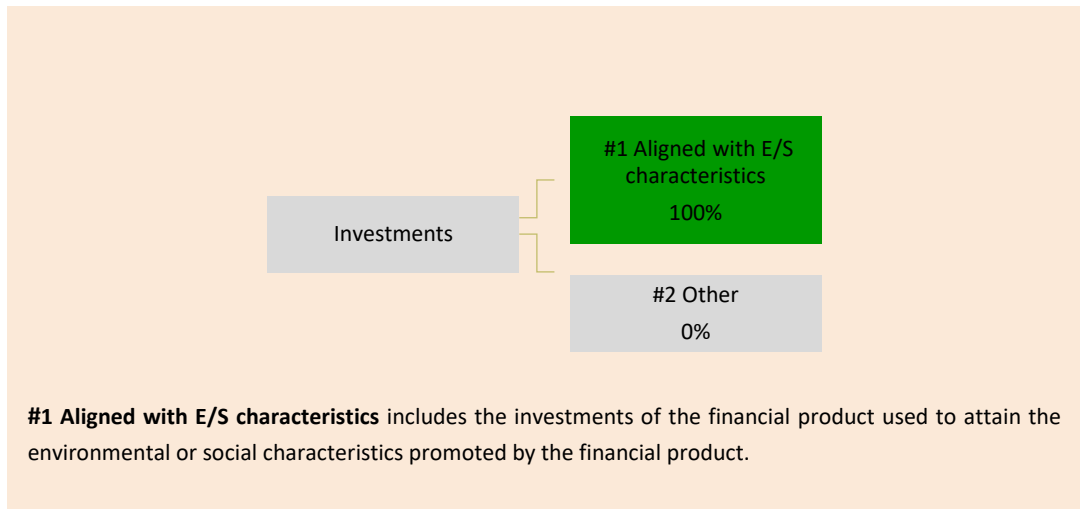 #1 Aligned with E/S
characteristics
100%
Investments
#2 Other
0%
#1 Aligned with E/S characteristics includes the investments of the financial product used to attain the
environmental or social characteristics promoted by the financial product.